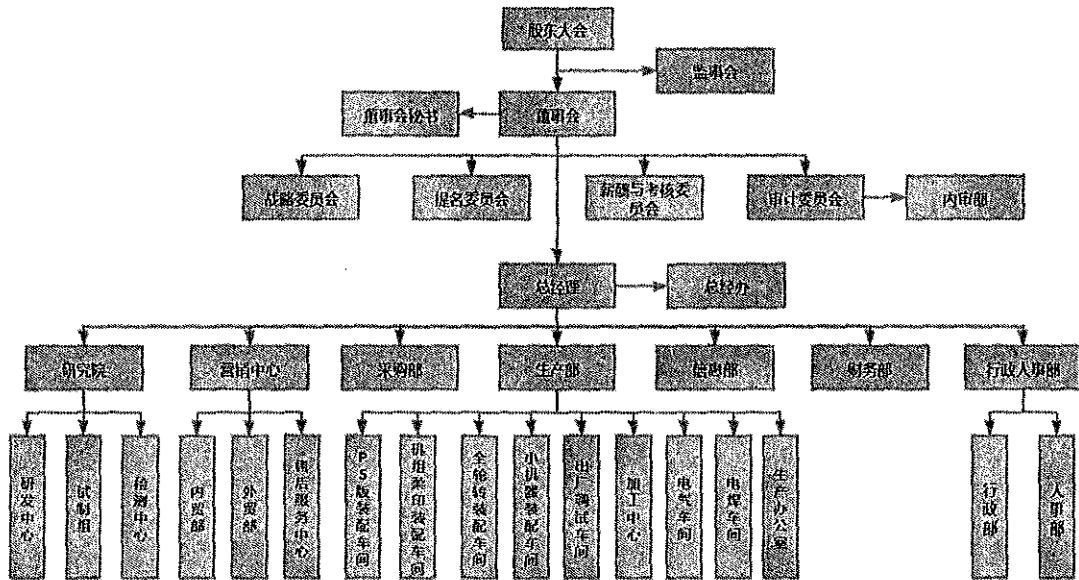 股东大会
监事会
董事会秘书
董事会
战略委员会
提名委员会
薪酬与考核委
员会
审计委员会
内审部
总经理
总经办
研究院
营销中心
采购部
生产部
信息部
财务部
行政人事部
研发中心
试制组
检测中心
内贸部
外贸部
售后服务中心
PS版装配车间
机组柔印装配车间
全轮转装配车间
小机器装配车间
出厂调试车间
加工中心
电气车间
电焊车间
生产办公室
行政部
人事部